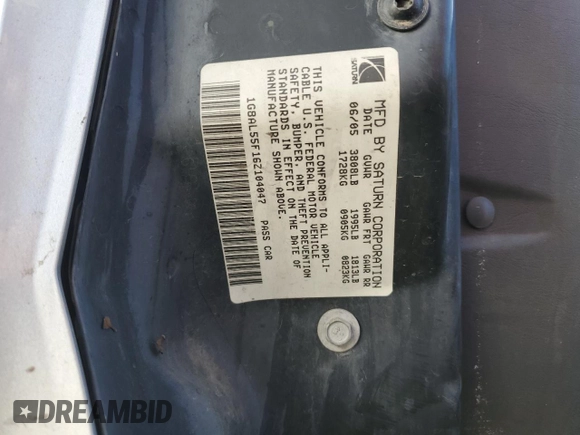 SATURN
MFD BY SATURN CORPORATION
DATE GVWR GAWR FRT GAWR RR
06/05 3808LB 1995LB 1813LB
1728KG 0905KG 0823KG
THIS VEHICLE CONFORMS TO ALL APPLI-
CABLE U.S. FEDERAL MOTOR VEHICLE
SAFETY, BUMPER, AND THEFT PREVENTION
STANDARDS IN EFFECT ON THE DATE OF
MANUFACTURE SHOWN ABOVE.
1G8AL55F16Z104047 PASS CAR
DREAMBID